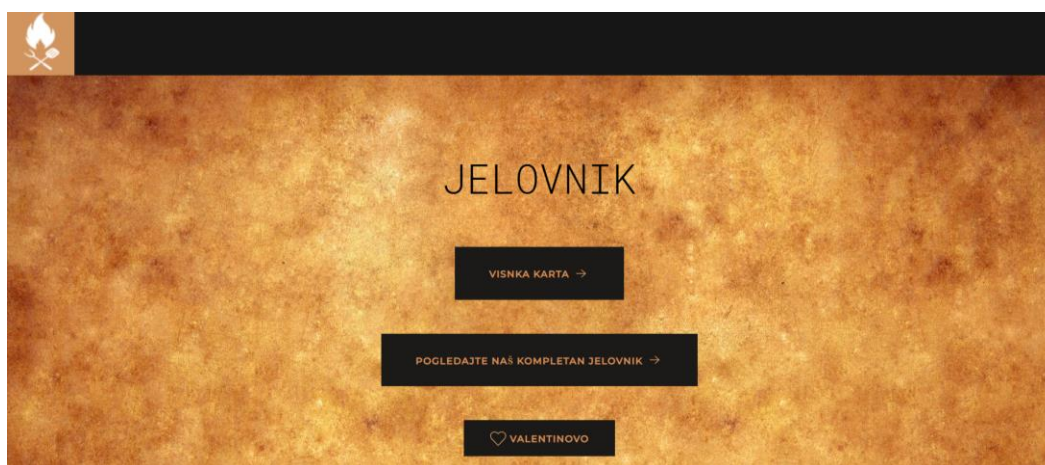 JELOVNIK
VISNKA KARTA →
POGLEDAJTE NAŠ KOMPLETAN JELOVNIK →
VALENTINOVO